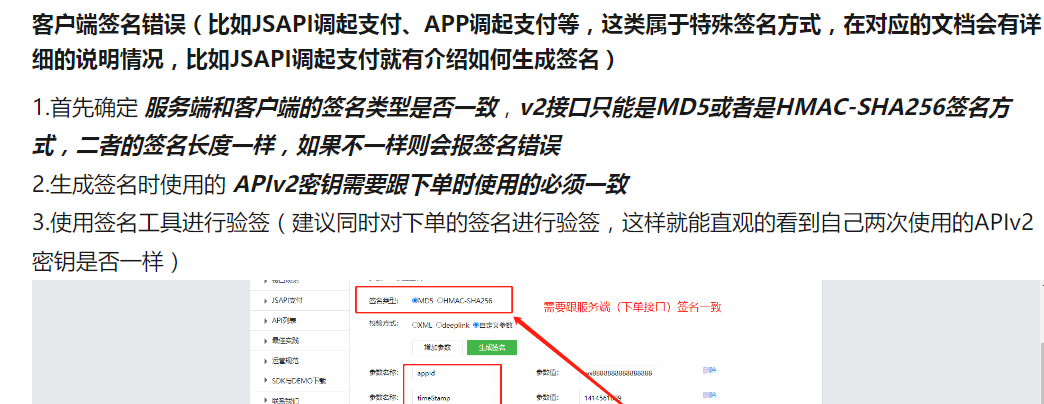 客户端签名错误（比如JSAPI调起支付、APP调起支付等，这类属于特殊签名方式，在对应的文档会有详
细的说明情况，比如JSAPI调起支付就有介绍如何生成签名）
1.首先确定 服务端和客户端的签名类型是否一致，v2接口只能是MD5或者是HMAC-SHA256签名方
式，二者的签名长度一样，如果不一样则会报签名错误
2.生成签名时使用的 APIv2密钥需要跟下单时使用的必须一致
3.使用签名工具进行验签（建议同时对下单的签名进行验签，这样就能直观的看到自己两次使用的APIv2
密钥是否一样）
JSAPI支付
签名类型: MD5 HMAC-SHA256
需要跟服务端（下单接口）签名一致
API列表
校验方式: XML deeplink 自定义参数
最佳实践
增加参数 生成签名
运营规范
参数名称: appid 参数值: wx8888888888888888 删除
SDK与DEMO下载
参数名称: timeStamp 参数值: 删除
联系我们